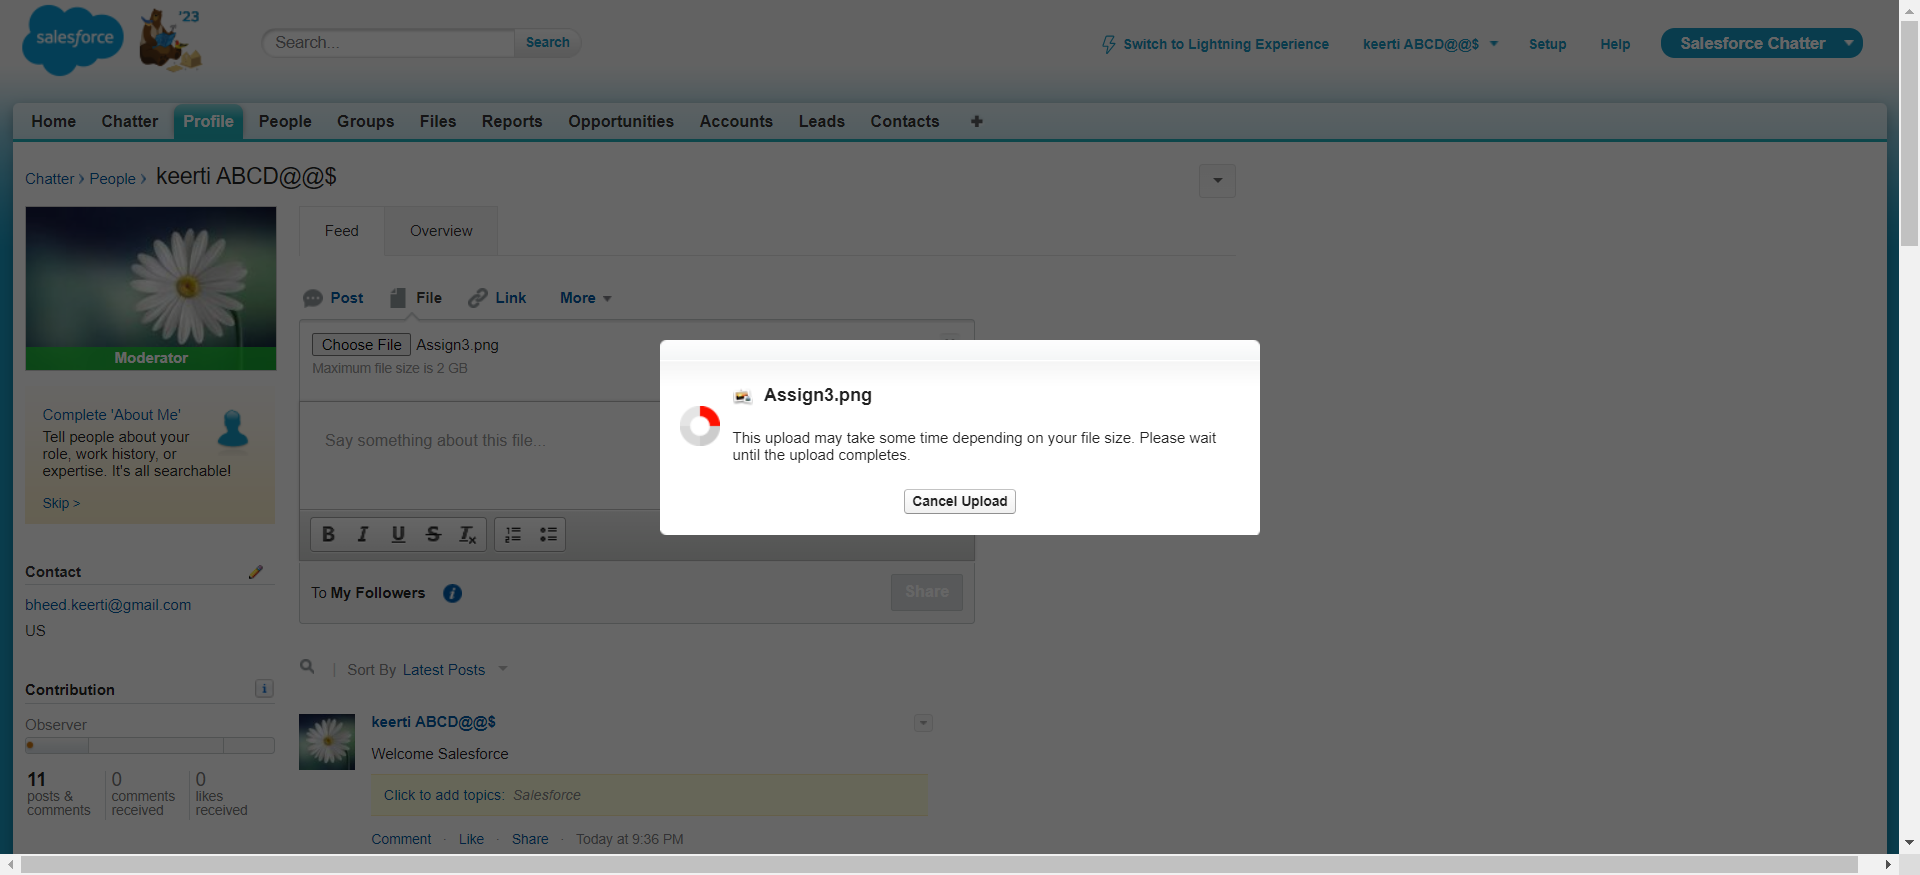 salesforce
'23
Search...
Search
Switch to Lightning Experience
keerti ABCD@@$
Setup
Help
Salesforce Chatter
Home
Chatter
Profile
People
Groups
Files
Reports
Opportunities
Accounts
Leads
Contacts
Chatter › People › keerti ABCD@@$
Moderator
Complete 'About Me'
Tell people about your
role, work history, or
expertise. It's all searchable!
Skip >
Contact
bheed.keerti@gmail.com
US
Contribution
Observer
11
posts &
comments
0
comments
received
0
likes
received
Feed
Overview
Post
File
Link
More
Choose File Assign3.png
Maximum file size is 2 GB
Say something about this file...
B I U S Tx
To My Followers
Share
Sort By Latest Posts
keerti ABCD@@$
Welcome Salesforce
Click to add topics: Salesforce
Comment · Like · Share · Today at 9:36 PM
Assign3.png
This upload may take some time depending on your file size. Please wait
until the upload completes.
Cancel Upload